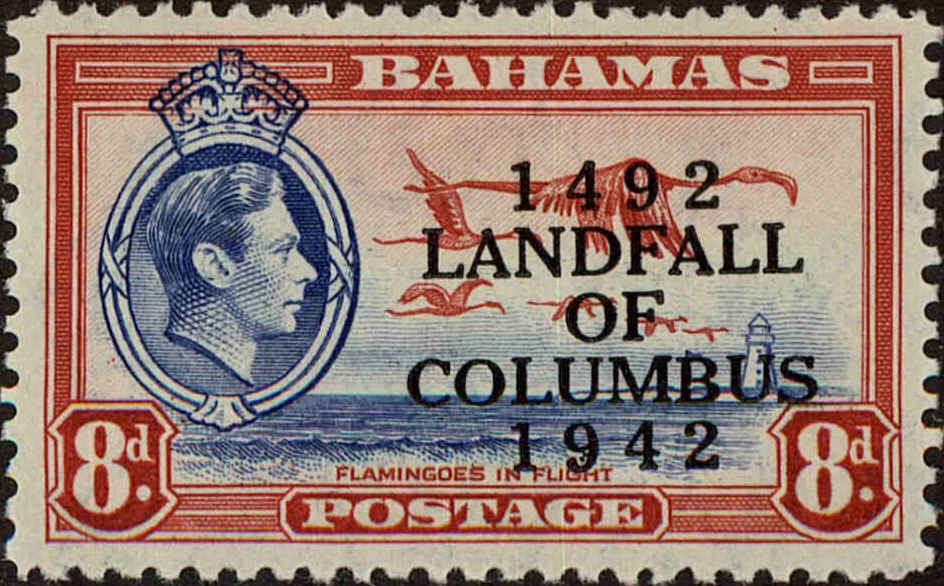 BAHAMAS
1492
LANDFALL
OF
COLUMBUS
1942
FLAMINGOES IN FLIGHT
8d.
8d.
POSTAGE